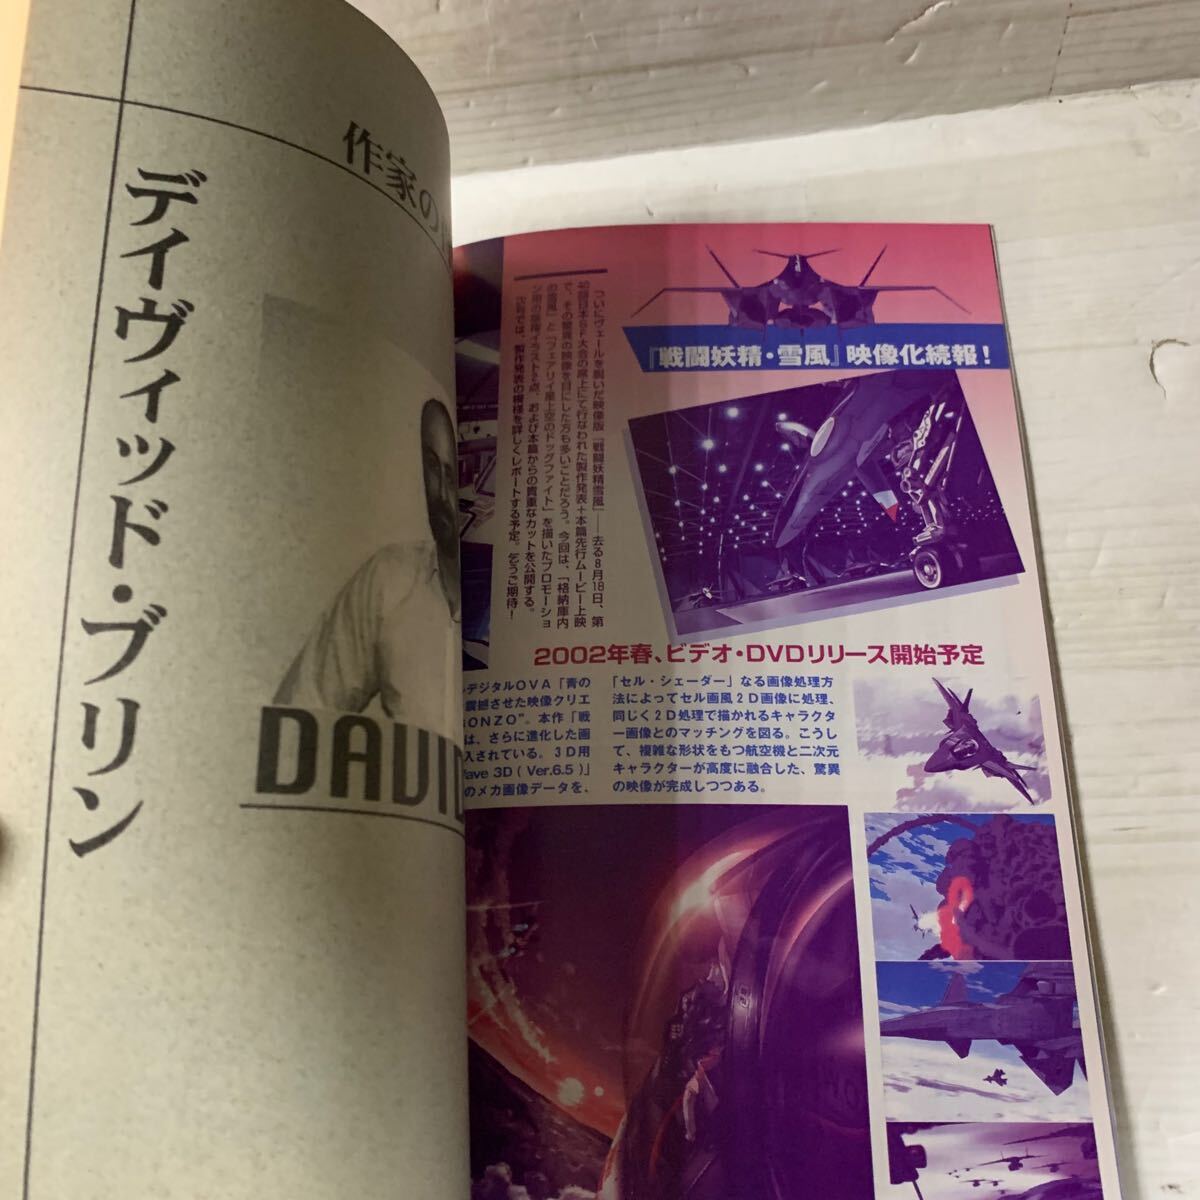 作家の
デイヴィッド・ブリン
DAVID
『戦闘妖精・雪風』映像化続報！
ついにヴェールを脱いだ映像版『戦闘妖精雪風』――去る8月18日、第
40回日本SF大会の席上にて行なわれた製作発表＋本篇先行ムービー上映
で、その驚異の映像を目にした方も多いことだろう。今回は、「格納庫内
の雪風」と「フェアリイ星上空のドッグファイト」を描いたプロモーショ
ン用の版権イラスト2点、および本篇からの貴重なカットを公開する。
次号では、製作発表の模様を詳しくレポートする予定。乞うご期待！
2002年春、ビデオ・DVDリリース開始予定
ルデジタルOVA「青の
震撼させた映像クリエ
GONZO”。本作「戦
は、さらに進化した画
入されている。3D用
Wave 3D（Ver.6.5）」
のメカ画像データを、
「セル・シェーダー」なる画像処理方
法によってセル画風2D画像に処理、
同じく2D処理で描かれるキャラクタ
ー画像とのマッチングを図る。こうし
て、複雑な形状をもつ航空機と二次元
キャラクターが高度に融合した、驚異
の映像が完成しつつある。